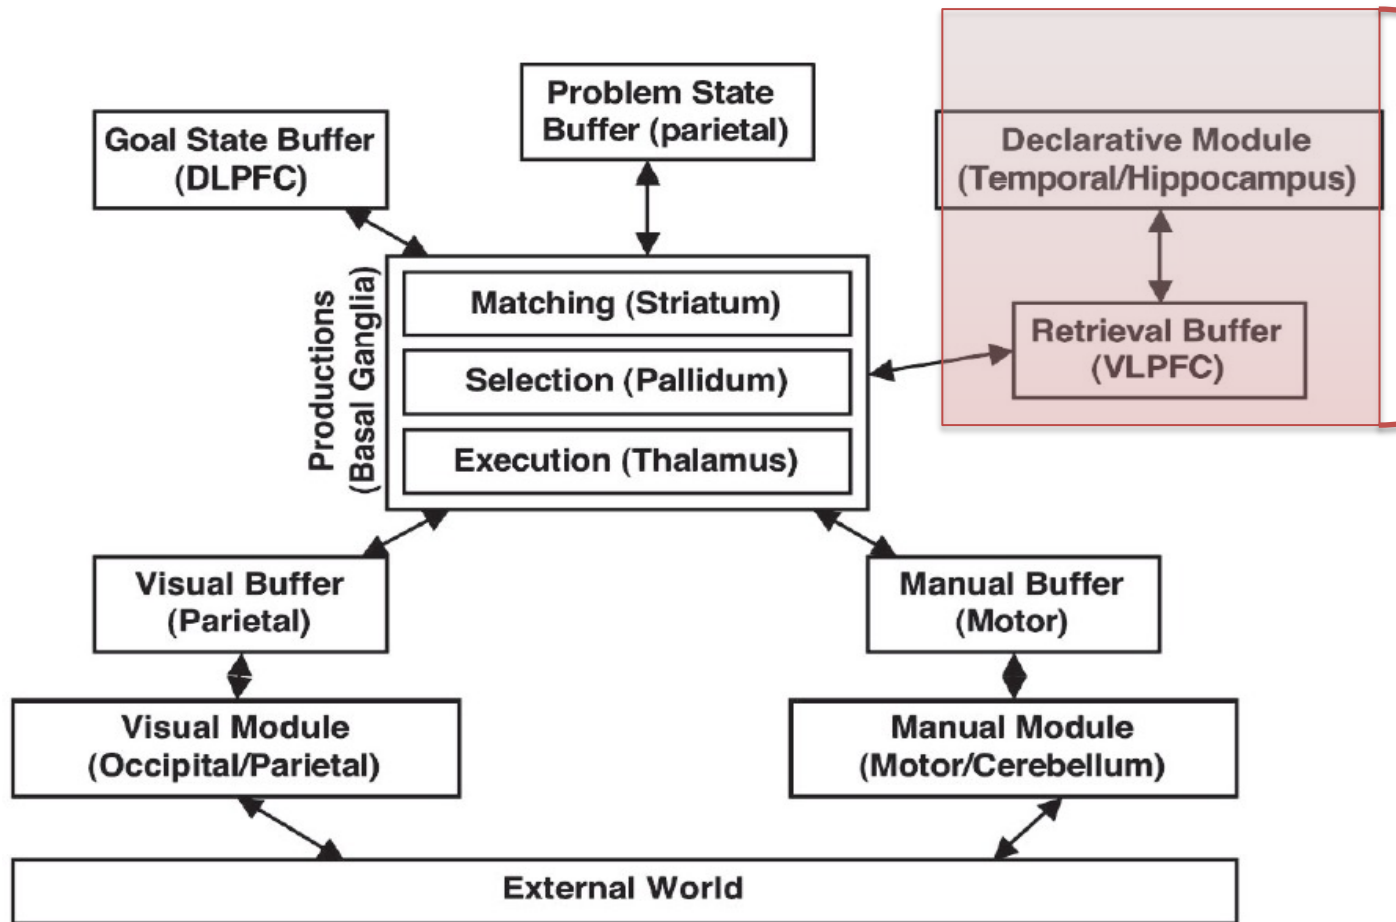 Problem State
Buffer (parietal)
Goal State Buffer
(DLPFC)
Declarative Module
(Temporal/Hippocampus)
Productions
(Basal Ganglia)
Matching (Striatum)
Selection (Pallidum)
Execution (Thalamus)
Retrieval Buffer
(VLPFC)
Visual Buffer
(Parietal)
Manual Buffer
(Motor)
Visual Module
(Occipital/Parietal)
Manual Module
(Motor/Cerebellum)
External World